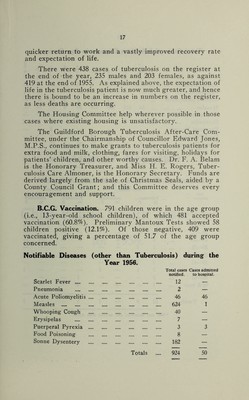 17
quicker return to work and a vastly improved recovery rate
and expectation of life.
There were 438 cases of tuberculosis on the register at
the end of the year, 233 males and 203 females, as against
419 at the end of 1955. As explained above, the expectation of
life in the tuberculosis patient is now much greater, and hence
there is bound to be an increase in numbers on the register,
as less deaths are occurring.
The Housing Committee help wherever possible in those
cases where existing housing is unsatisfactory.
The Guildford Borough Tuberculosis After-Care Com-
mittee, under the Chairmanship of Councillor Edward Jones,
M.P.S., continues to make grants to tuberculosis patients for
extra food and milk, clothing, fares for visiting, holidays for
patients' children, and other worthy causes. Dr. F. A. Belam
is the Honorary Treasurer, and Miss H. E. Rogers, Tuber-
culosis Care Almoner, is the Honorary Secretary. Funds are
derived largely from the sale of Christmas Seals, aided by a
County Council Grant; and this Committee deserves every
encouragement and support.
B.C.G. Vaccination. 791 children were in the age group
(i.e., 13-year-old school children), of which 481 accepted
vaccination (60.8%). Preliminary Mantoux Tests showed 58
children positive (12.1%). Of those negative, 409 were
vaccinated, giving a percentage of 51.7 of the age group
concerned.
Notifiable Diseases (other than Tuberculosis) during the
Year 1956.
Total cases Cases admitted
notified. to hospital.
Scarlet Fever 12 —
Pneumonia 2 —
Acute Poliomyelitis 46 46
Measles 624 1
Whooping Cough 40 —
Erysipelas 7 —
Puerperal Pyrexia 3 3
Food Poisoning 8 —
Sonne Dysentery 182 —
Totals 924 50